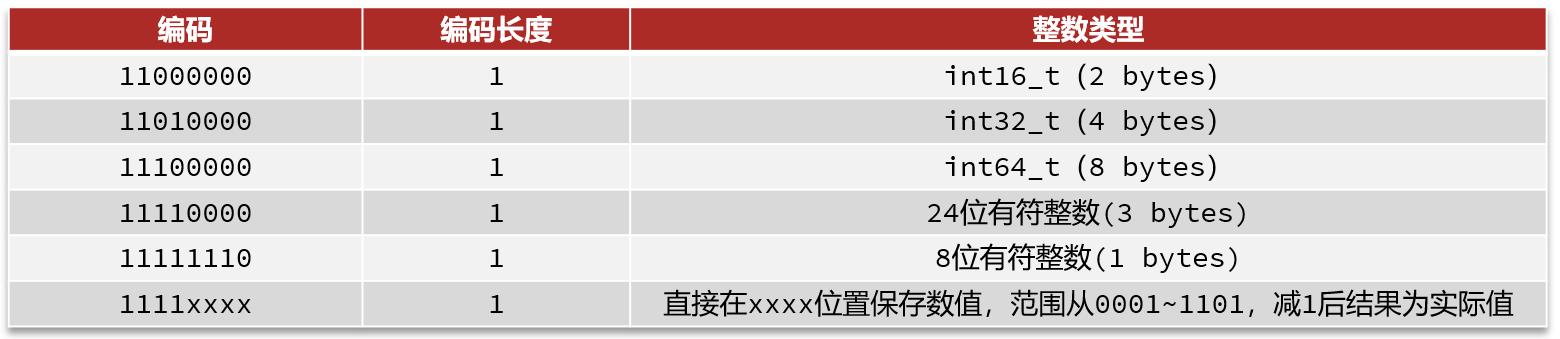 编码 编码长度 整数类型
11000000 1 int16_t (2 bytes)
11010000 1 int32_t (4 bytes)
11100000 1 int64_t (8 bytes)
11110000 1 24位有符整数(3 bytes)
11111110 1 8位有符整数(1 bytes)
1111xxxx 1 直接在xxxx位置保存数值，范围从0001~1101，减1后结果为实际值